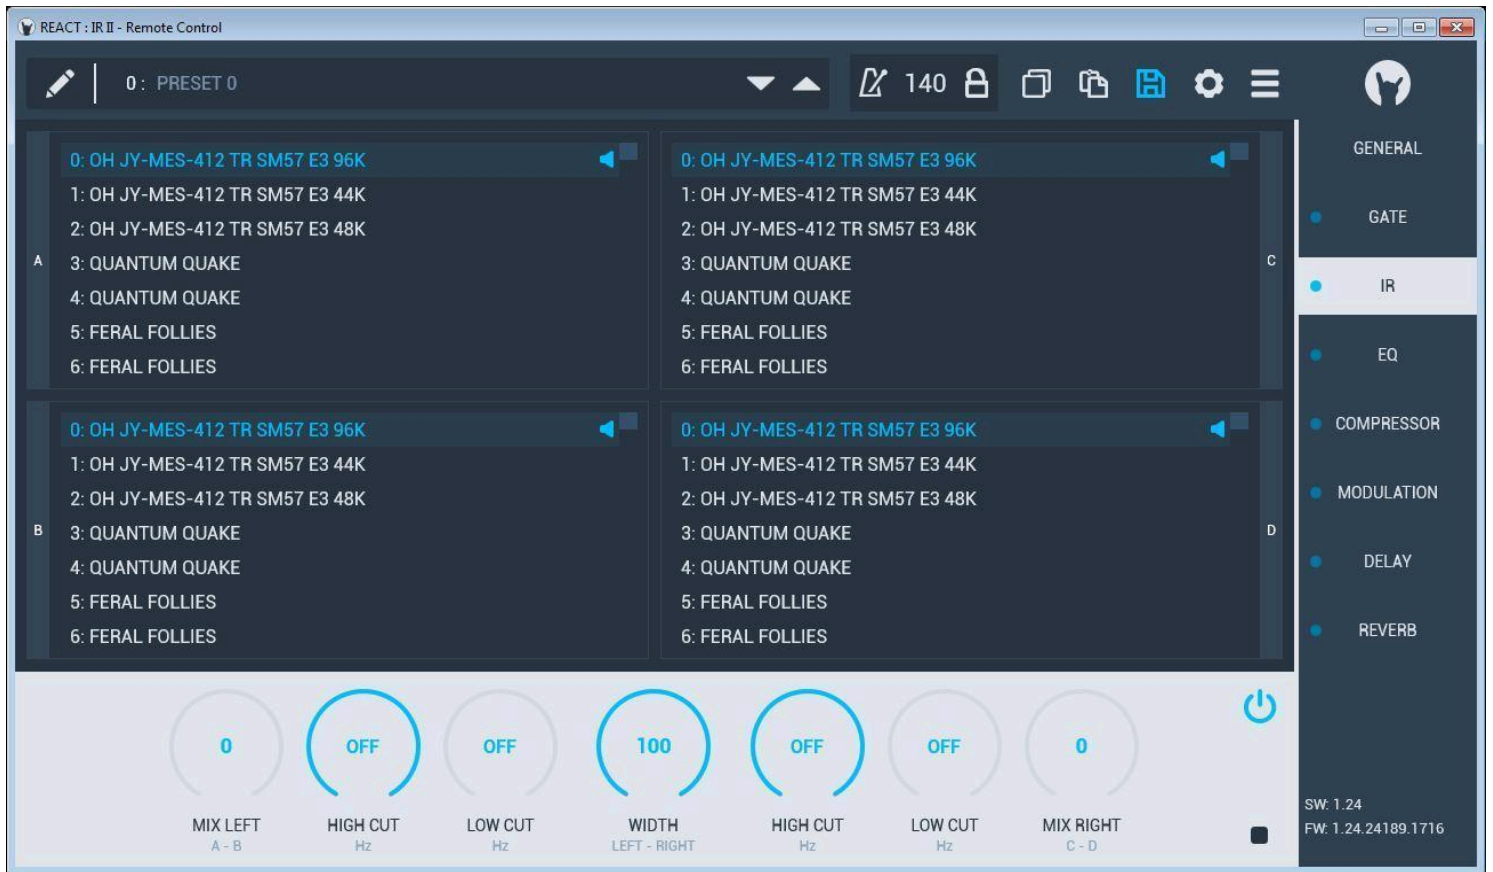 REACT : IR II - Remote Control
0 : PRESET 0
140
A
0: OH JY-MES-412 TR SM57 E3 96K
1: OH JY-MES-412 TR SM57 E3 44K
2: OH JY-MES-412 TR SM57 E3 48K
3: QUANTUM QUAKE
4: QUANTUM QUAKE
5: FERAL FOLLIES
6: FERAL FOLLIES
C
0: OH JY-MES-412 TR SM57 E3 96K
1: OH JY-MES-412 TR SM57 E3 44K
2: OH JY-MES-412 TR SM57 E3 48K
3: QUANTUM QUAKE
4: QUANTUM QUAKE
5: FERAL FOLLIES
6: FERAL FOLLIES
B
0: OH JY-MES-412 TR SM57 E3 96K
1: OH JY-MES-412 TR SM57 E3 44K
2: OH JY-MES-412 TR SM57 E3 48K
3: QUANTUM QUAKE
4: QUANTUM QUAKE
5: FERAL FOLLIES
6: FERAL FOLLIES
D
0: OH JY-MES-412 TR SM57 E3 96K
1: OH JY-MES-412 TR SM57 E3 44K
2: OH JY-MES-412 TR SM57 E3 48K
3: QUANTUM QUAKE
4: QUANTUM QUAKE
5: FERAL FOLLIES
6: FERAL FOLLIES
0
MIX LEFT
A - B
OFF
HIGH CUT
Hz
OFF
LOW CUT
Hz
100
WIDTH
LEFT - RIGHT
OFF
HIGH CUT
Hz
OFF
LOW CUT
Hz
0
MIX RIGHT
C - D
GENERAL
GATE
IR
EQ
COMPRESSOR
MODULATION
DELAY
REVERB
SW: 1.24
FW: 1.24.24189.1716